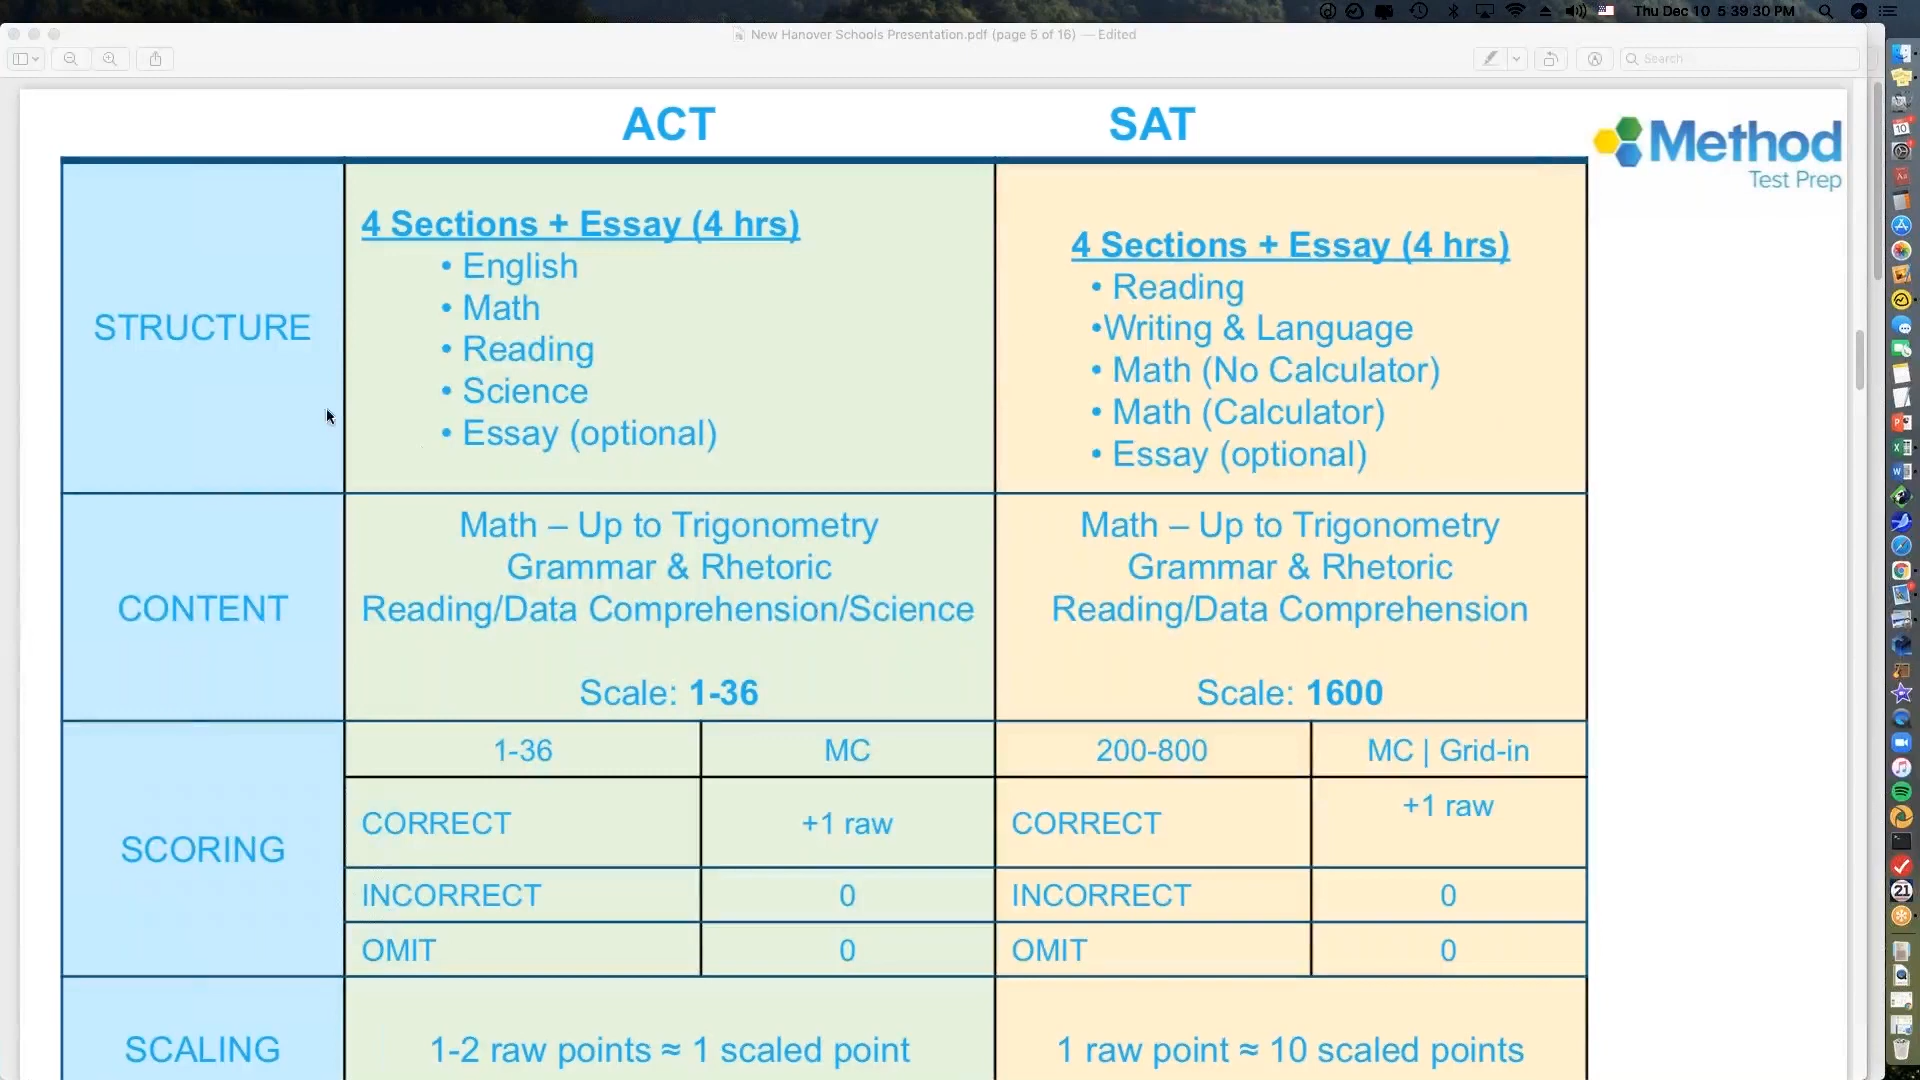 Thu Dec 10 5:39:30 PM
New Hanover Schools Presentation.pdf (page 5 of 16) — Edited
Search
ACT
SAT
Method
Test Prep
STRUCTURE
4 Sections + Essay (4 hrs)
• English
• Math
• Reading
• Science
• Essay (optional)
4 Sections + Essay (4 hrs)
• Reading
•Writing & Language
• Math (No Calculator)
• Math (Calculator)
• Essay (optional)
CONTENT
Math – Up to Trigonometry
Grammar & Rhetoric
Reading/Data Comprehension/Science
Scale: 1-36
Math – Up to Trigonometry
Grammar & Rhetoric
Reading/Data Comprehension
Scale: 1600
SCORING
1-36
MC
200-800
MC | Grid-in
CORRECT
+1 raw
CORRECT
+1 raw
INCORRECT
0
INCORRECT
0
OMIT
0
OMIT
0
SCALING
1-2 raw points ≈ 1 scaled point
1 raw point ≈ 10 scaled points
10
21